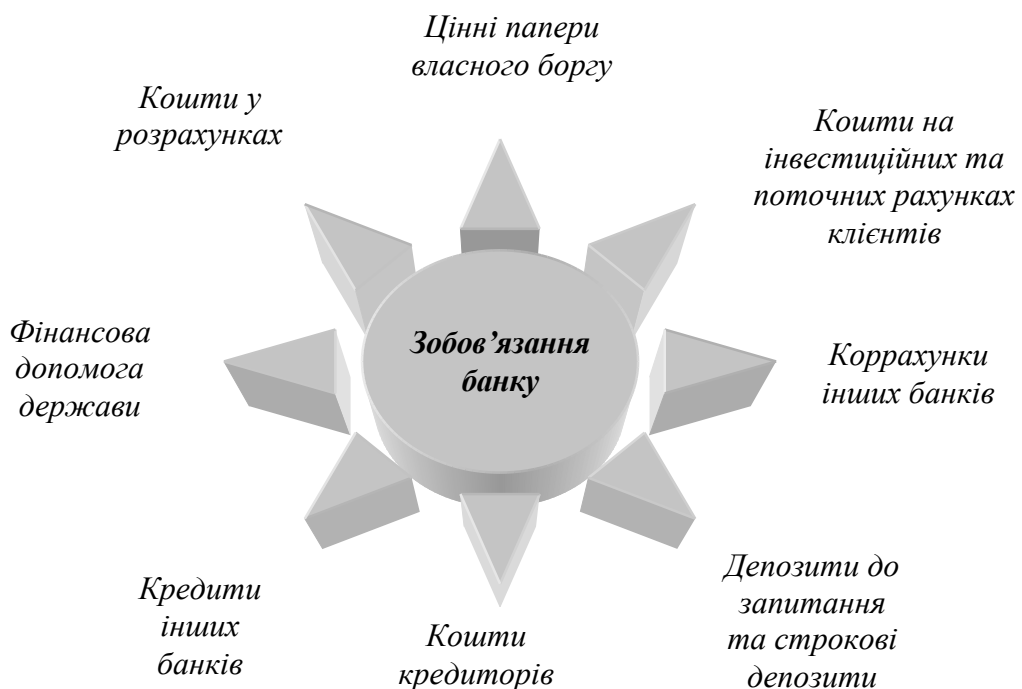 Цінні папери
власного боргу
Кошти у
розрахунках
Кошти на
інвестиційних та
поточних рахунках
клієнтів
Фінансова
допомога
держави
Зобов’язання
банку
Коррахунки
інших банків
Кредити
інших
банків
Кошти
кредиторів
Депозити до
запитання
та строкові
депозити